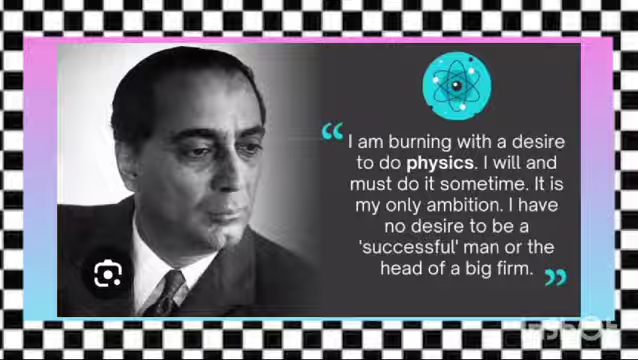 “ I am burning with a desire
to do physics. I will and
must do it sometime. It is
my only ambition. I have
no desire to be a
'successful' man or the
head of a big firm. ”
InShOt